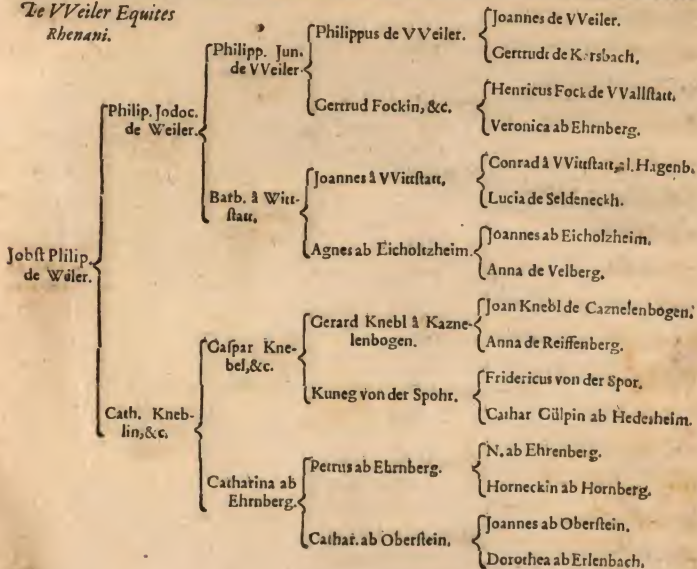 De VVeiler Equites
Rhenani.
Jobſt Plilip.
de Weiler.
Philip. Jodoc.
de Weiler.
Cath. Kneb-
lin, &c.
Philipp. Jun.
de VVeiler.
Barb. â Witt-
ſtatt.
Caſpar Kne-
bel, &c.
Catharina ab
Ehrnberg.
Philippus de VVeiler.
Gertrud Fockin, &c.
Joannes â VVittſtatt,
Agnes ab Eicholtzheim.
Gerard Knebl â Kazne-
lenbogen.
Kuneg von der Spohr.
Petrus ab Ehrnberg.
Cathar. ab Oberſtein.
Joannes de VVeiler.
Gertrude de Kersbach.
Henricus Fock de VVallſtatt.
Veronica ab Ehrnberg.
Conrad â VVittſtatt, al. Hagenb.
Lucia de Seldeneckh.
Joannes ab Eicholzheim.
Anna de Velberg.
Joan Knebl de Caznelenbogen.
Anna de Reiffenberg.
Fridericus von der Spor.
Cathar Gülpin ab Hedesheim.
N. ab Ehrenberg.
Horneckin ab Hornberg.
Joannes ab Oberſtein.
Dorothea ab Erlenbach.